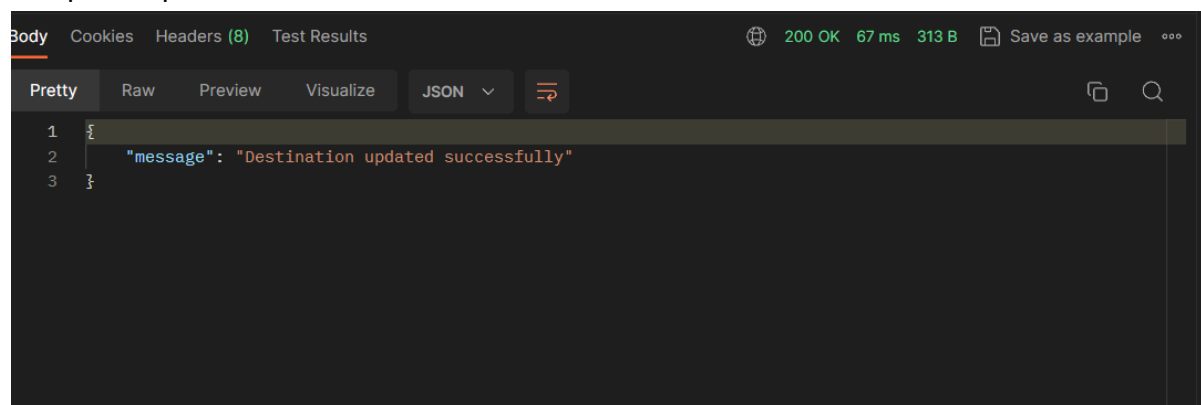 Body Cookies Headers (8) Test Results 200 OK 67 ms 313 B Save as example
Pretty Raw Preview Visualize JSON
1 {
2 "message": "Destination updated successfully"
3 }